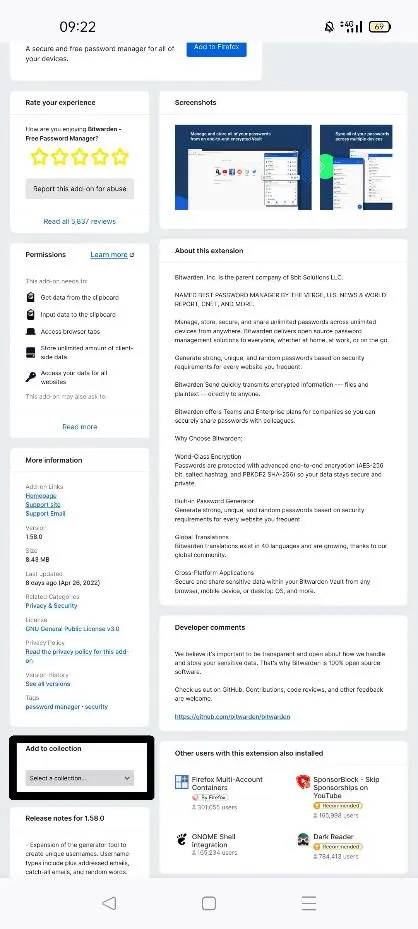 09:22
4G
69
A secure and free password manager for all of
your devices.
Add to Firefox
Rate your experience
How are you enjoying Bitwarden -
Free Password Manager?
Report this add-on for abuse
Read all 5,837 reviews
Permissions
Learn more
This add-on needs to:
Get data from the clipboard
Input data to the clipboard
Access browser tabs
Store unlimited amount of client-
side data
Access your data for all
websites
This add-on may also ask to:
Read more
More information
Add-on Links
Homepage
Support site
Support Email
Version
1.58.0
Size
8.43 MB
Last updated
8 days ago (Apr 26, 2022)
Related Categories
Privacy & Security
License
GNU General Public License v3.0
Privacy Policy
Read the privacy policy for this add-
on
Version History
See all versions
Tags
password manager · security
Add to collection
Select a collection...
Release notes for 1.58.0
- Expansion of the generator tool to
create unique usernames. Username
types include plus addressed emails,
catch-all emails, and random words.
Screenshots
Manage and store all of your passwords
from an end-to-end encrypted Vault
Sync all of your passwords
across multiple devices
About this extension
Bitwarden, Inc. is the parent company of 8bit Solutions LLC.
NAMED BEST PASSWORD MANAGER BY THE VERGE, U.S. NEWS & WORLD
REPORT, CNET, AND MORE.
Manage, store, secure, and share unlimited passwords across unlimited
devices from anywhere. Bitwarden delivers open source password
management solutions to everyone, whether at home, at work, or on the go.
Generate strong, unique, and random passwords based on security
requirements for every website you frequent.
Bitwarden Send quickly transmits encrypted information --- files and
plaintext -- directly to anyone.
Bitwarden offers Teams and Enterprise plans for companies so you can
securely share passwords with colleagues.
Why Choose Bitwarden:
World-Class Encryption
Passwords are protected with advanced end-to-end encryption (AES-256
bit, salted hashtag, and PBKDF2 SHA-256) so your data stays secure and
private.
Built-in Password Generator
Generate strong, unique, and random passwords based on security
requirements for every website you frequent
Global Translations
Bitwarden translations exist in 40 languages and are growing, thanks to our
global community.
Cross-Platform Applications
Secure and share sensitive data within your Bitwarden Vault from any
browser, mobile device, or desktop OS, and more.
Developer comments
We believe it's important to be transparent and open about how we handle
and store your sensitive data. That's why Bitwarden is 100% open source
software.
Check us out on GitHub. Contributions, code reviews, and other feedback
are welcome.
https://github.com/bitwarden/bitwarden
Other users with this extension also installed
Firefox Multi-Account
Containers
By Firefox
301,055 users
SponsorBlock - Skip
Sponsorships on
YouTube
Recommended
165,998 users
GNOME Shell
integration
165,234 users
Dark Reader
Recommended
784,413 users